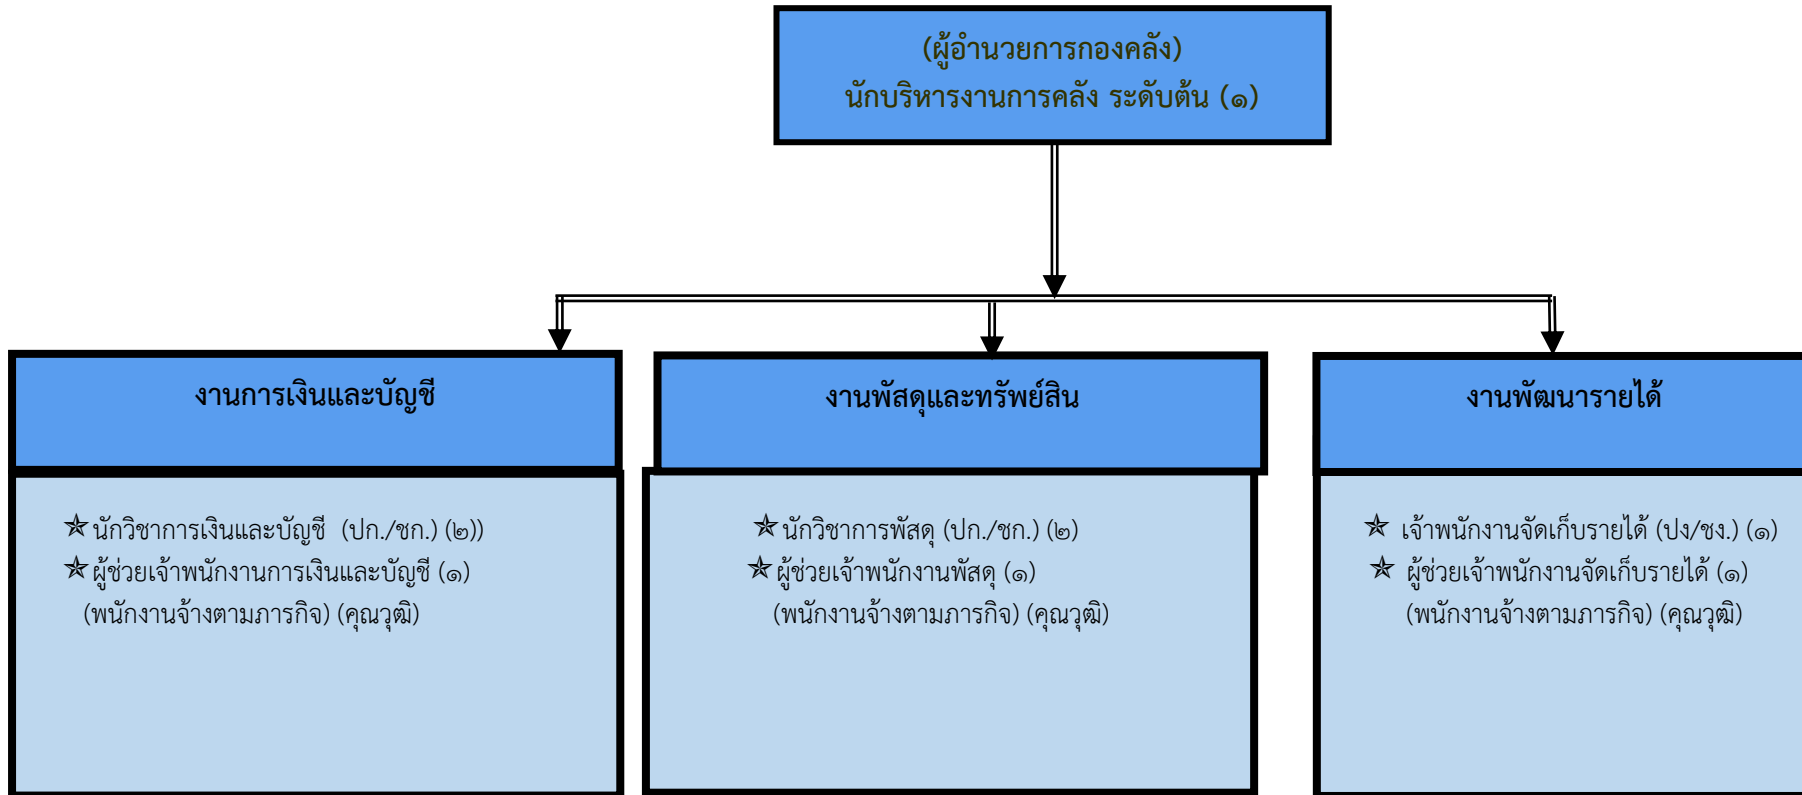 (ผู้อำนวยการกองคลัง)
นักบริหารงานการคลัง ระดับต้น (๑)
งานการเงินและบัญชี
นักวิชาการเงินและบัญชี (ปก./ชก.) (๒))
ผู้ช่วยเจ้าพนักงานการเงินและบัญชี (๑)
(พนักงานจ้างตามภารกิจ) (คุณวุฒิ)
งานพัสดุและทรัพย์สิน
นักวิชาการพัสดุ (ปก./ชก.) (๒)
ผู้ช่วยเจ้าพนักงานพัสดุ (๑)
(พนักงานจ้างตามภารกิจ) (คุณวุฒิ)
งานพัฒนารายได้
เจ้าพนักงานจัดเก็บรายได้ (ปง/ชง.) (๑)
ผู้ช่วยเจ้าพนักงานจัดเก็บรายได้ (๑)
(พนักงานจ้างตามภารกิจ) (คุณวุฒิ)